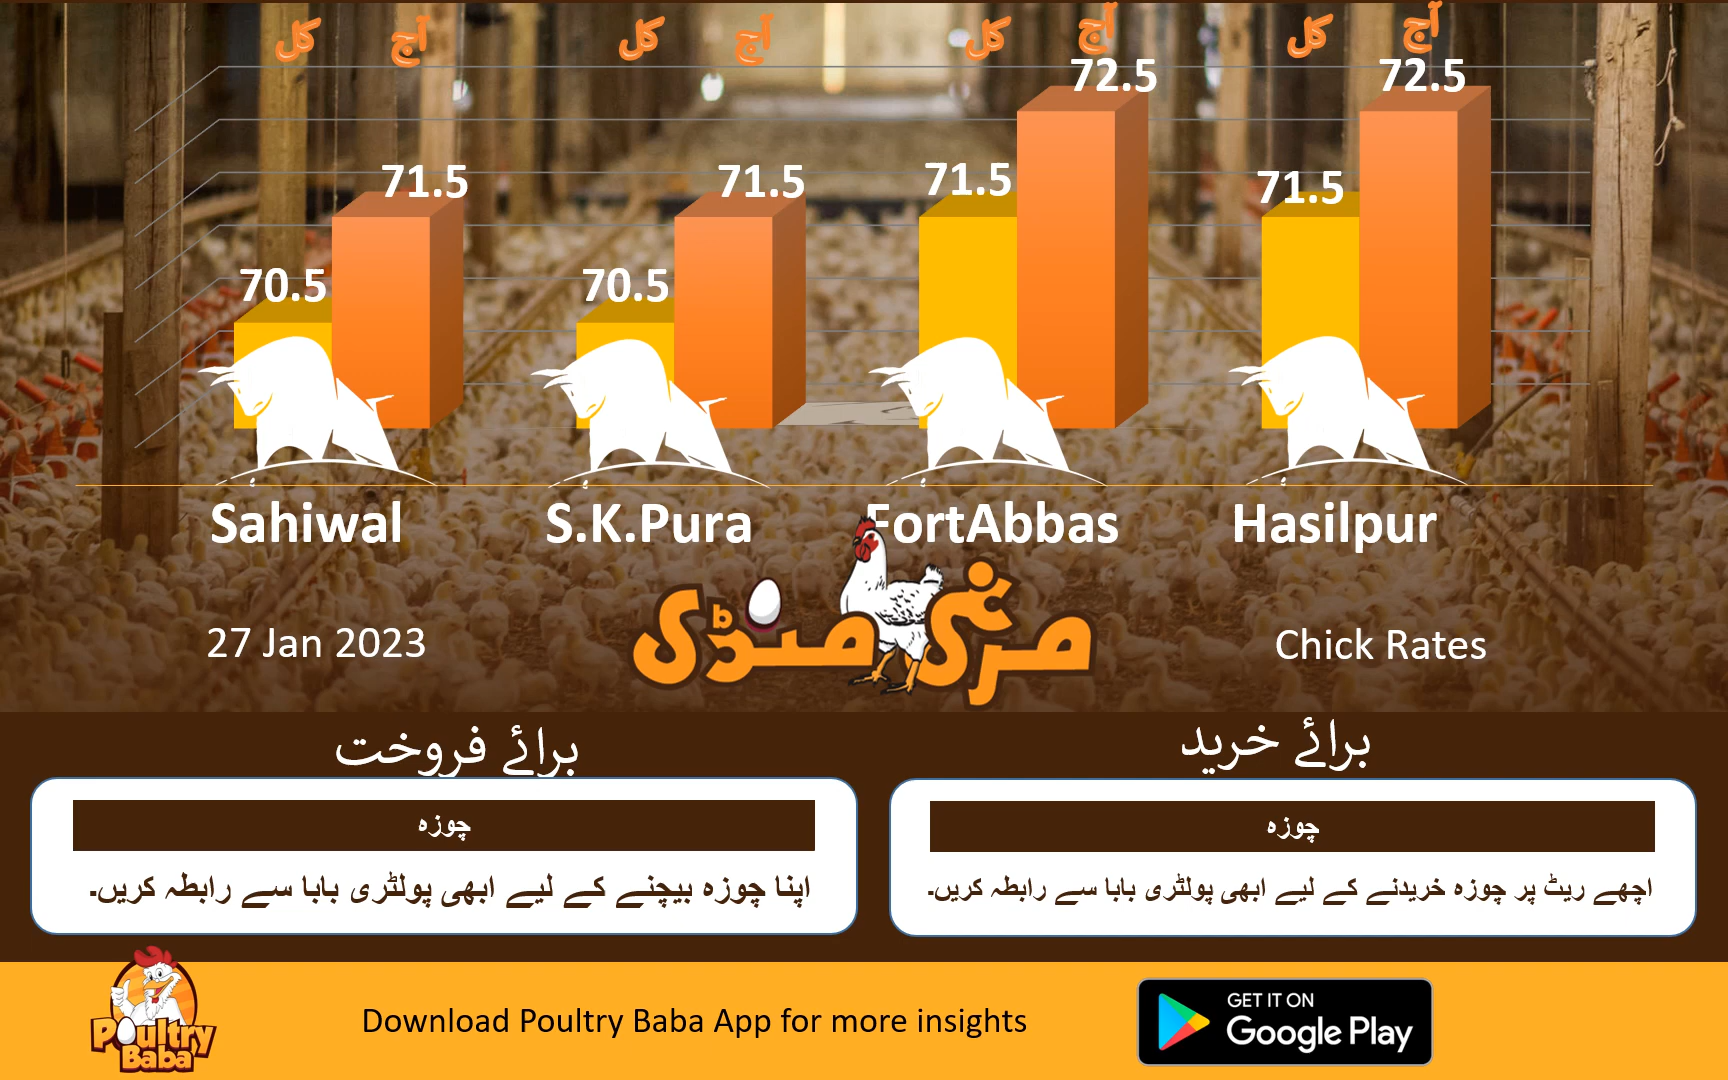 کل آج کل آج کل آج کل آج
72.5 72.5
71.5 71.5 71.5 71.5
70.5 70.5
Sahiwal S.K.Pura FortAbbas Hasilpur
27 Jan 2023
مرغی منڈی
Chick Rates
برائے فروخت
چوزہ
اپنا چوزہ بیچنے کے لیے ابھی پولٹری بابا سے رابطہ کریں۔
برائے خرید
چوزہ
اچھے ریٹ پر چوزہ خریدنے کے لیے ابھی پولٹری بابا سے رابطہ کریں۔
Poultry
Baba
Download Poultry Baba App for more insights
GET IT ON
Google Play